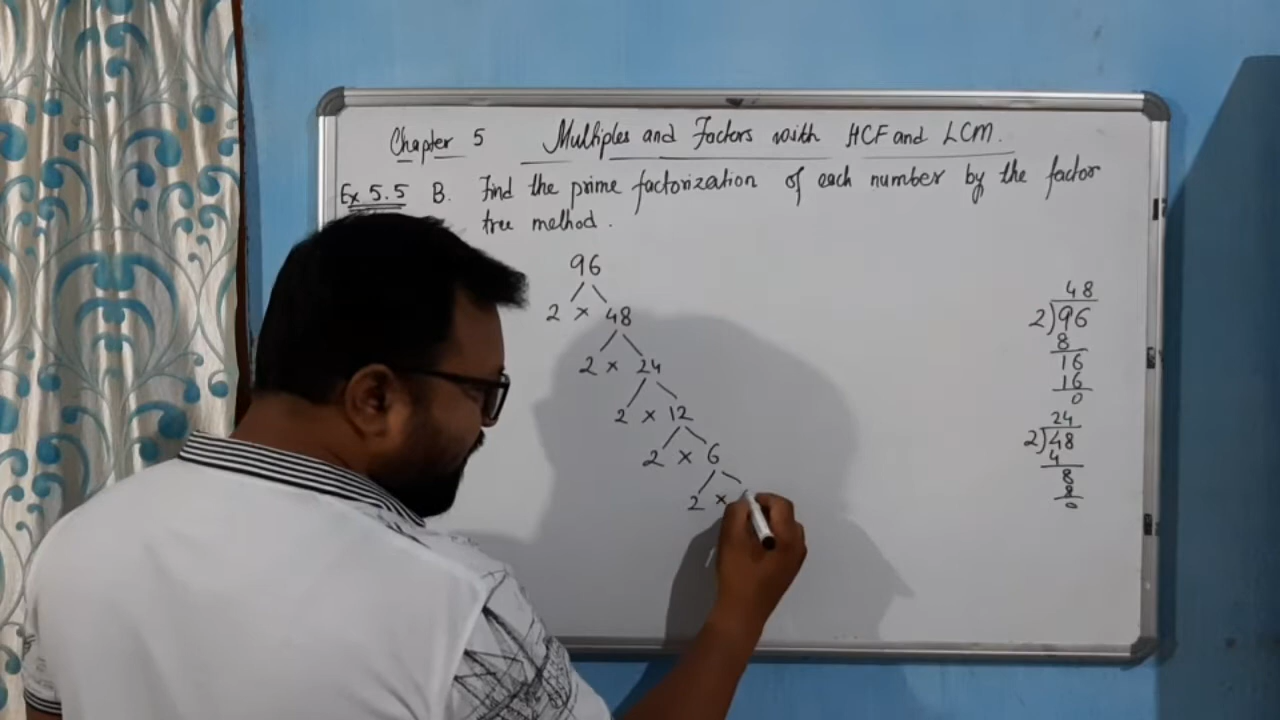 Chapter 5 Multiples and Factors with HCF and LCM.
Ex 5.5 B. Find the prime factorization of each number by the factor
tree method.
96
2 × 48
2 × 24
2 × 12
2 × 6
2 ×
48
2)96
8
16
16
0
24
2)48
4
8
8
0